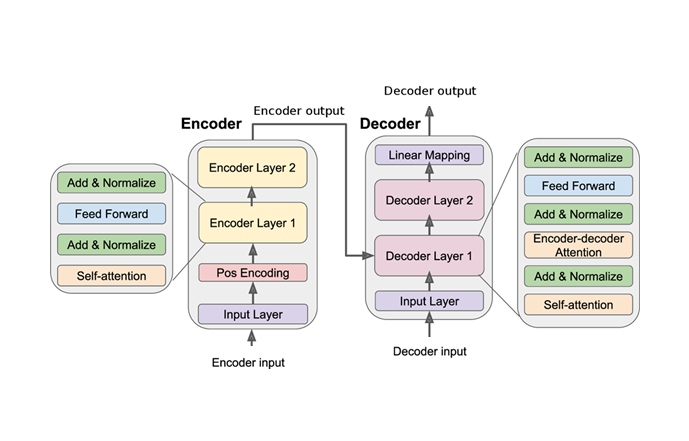 Decoder output
Encoder output
Encoder
Decoder
Linear Mapping
Encoder Layer 2
Decoder Layer 2
Encoder Layer 1
Decoder Layer 1
Pos Encoding
Input Layer
Input Layer
Encoder input
Decoder input
Add & Normalize
Feed Forward
Add & Normalize
Self-attention
Add & Normalize
Feed Forward
Add & Normalize
Encoder-decoder
Attention
Add & Normalize
Self-attention